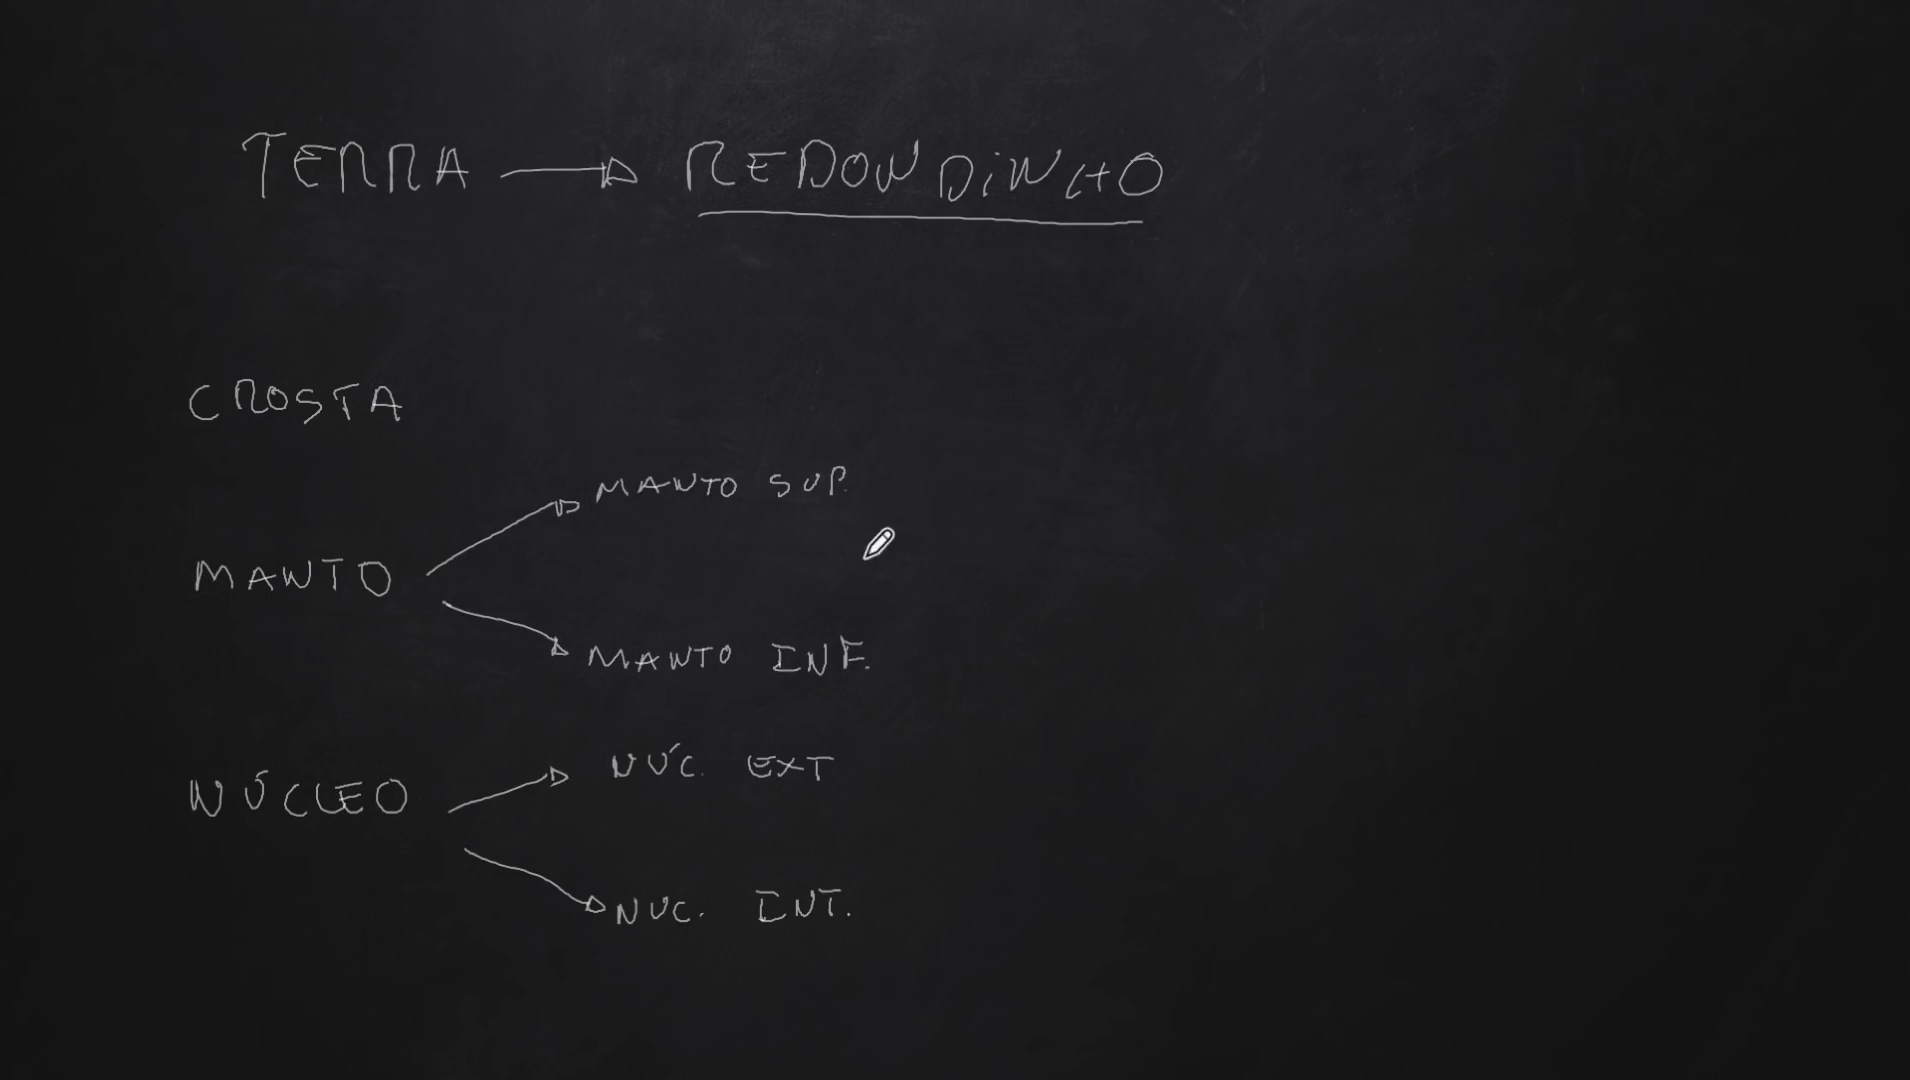 TERRA → REDONDINHO
CROSTA
MANTO SUP.
MANTO
MANTO INF.
NÚC. EXT
NÚCLEO
NUC. INT.